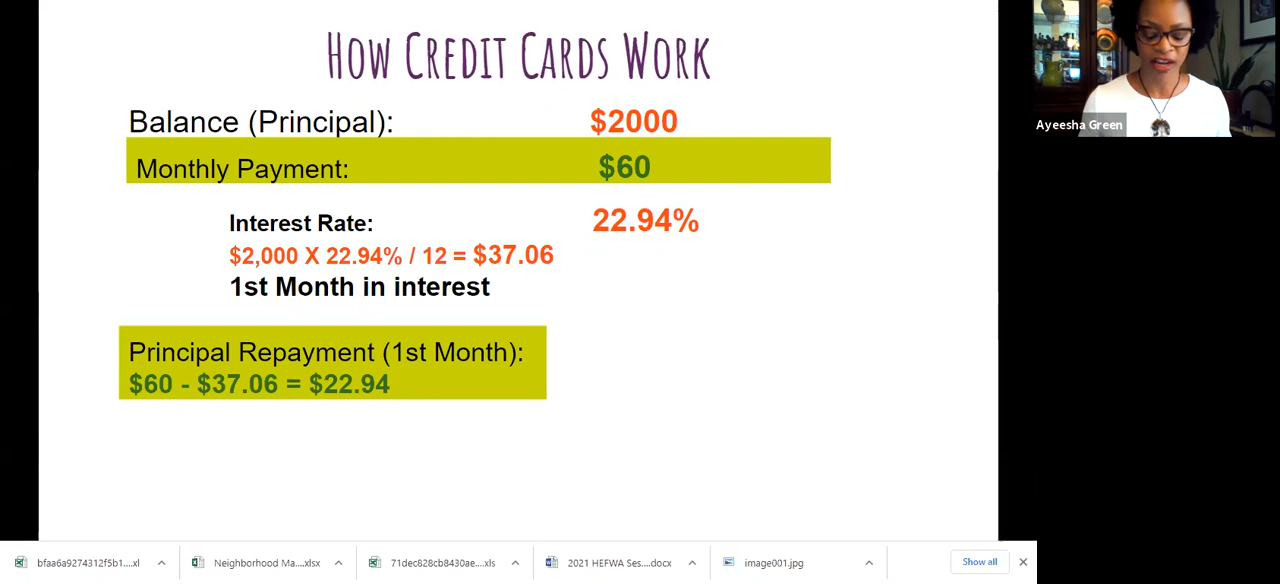 How Credit Cards Work
Balance (Principal): $2000
Monthly Payment: $60
Interest Rate: 22.94%
$2,000 X 22.94% / 12 = $37.06
1st Month in interest
Principal Repayment (1st Month):
$60 - $37.06 = $22.94
Ayeesha Green
bfaa6a9274312f5b1....xl
Neighborhood Ma....xlsx
71dec828cb8430ae....xls
2021 HEFWA Ses....docx
image001.jpg
Show all